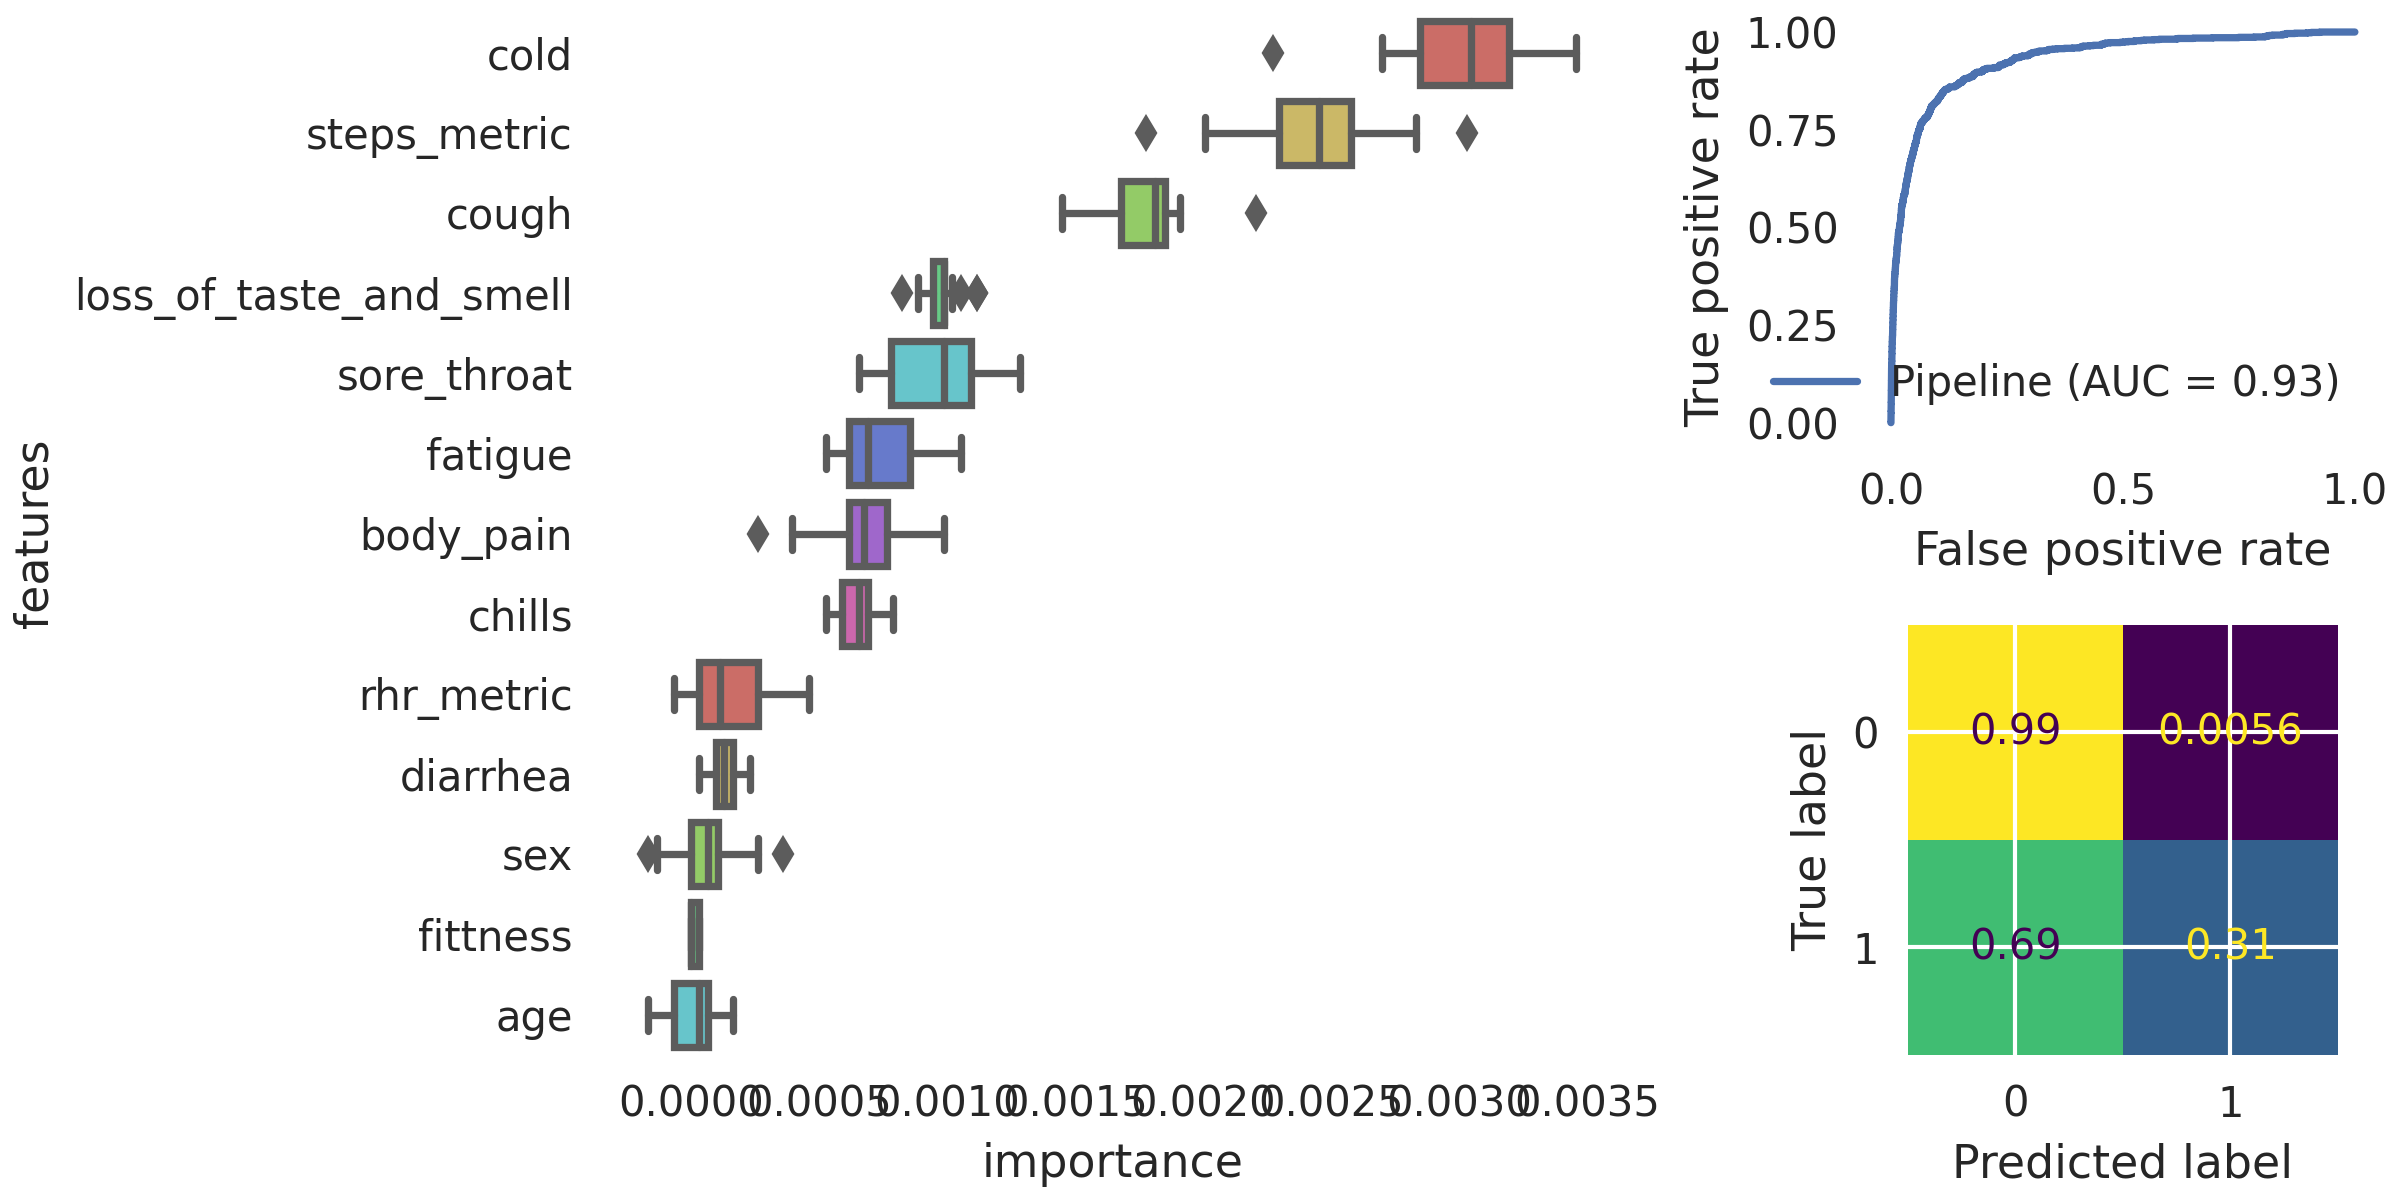 features
cold
steps_metric
cough
loss_of_taste_and_smell
sore_throat
fatigue
body_pain
chills
rhr_metric
diarrhea
sex
fittness
age
0.0000 0.0005 0.0010 0.0015 0.0020 0.0025 0.0030 0.0035
importance
True positive rate
1.00
0.75
0.50
0.25
0.00
Pipeline (AUC = 0.93)
0.0 0.5 1.0
False positive rate
True label
0
1
0.99 0.0056
0.69 0.31
0 1
Predicted label